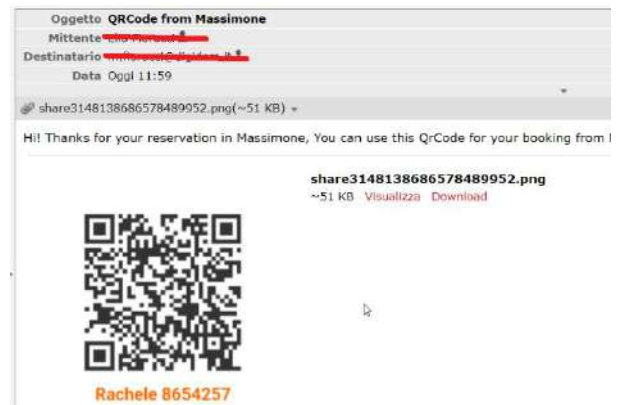 Oggetto QRCode from Massimone
Mittente
Destinatario
Data Oggi 11:59
share3148138686578489952.png(~51 KB)
Hi! Thanks for your reservation in Massimone, You can use this QrCode for your booking from
share3148138686578489952.png
~51 KB Visualizza Download
Rachele 8654257